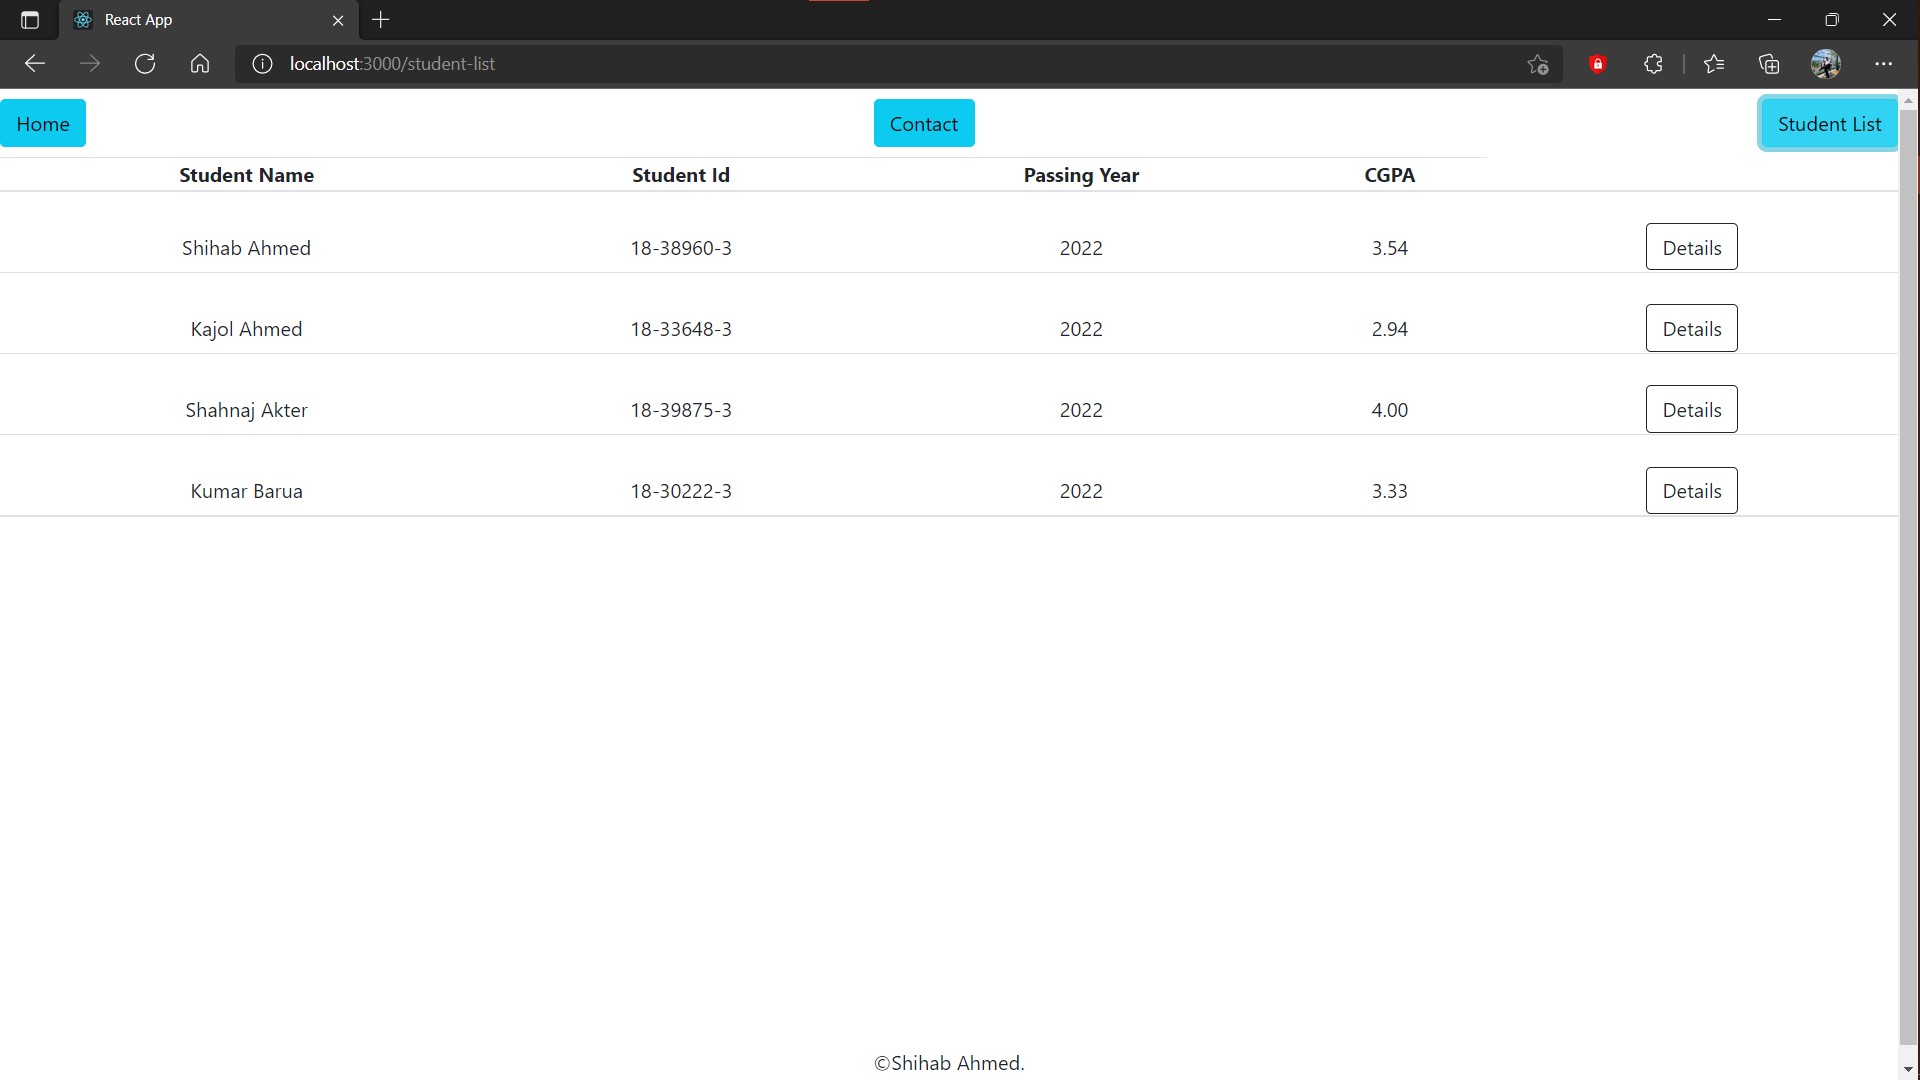 React App
localhost:3000/student-list
Home Contact Student List
Student Name Student Id Passing Year CGPA
Shihab Ahmed 18-38960-3 2022 3.54 Details
Kajol Ahmed 18-33648-3 2022 2.94 Details
Shahnaj Akter 18-39875-3 2022 4.00 Details
Kumar Barua 18-30222-3 2022 3.33 Details
©Shihab Ahmed.